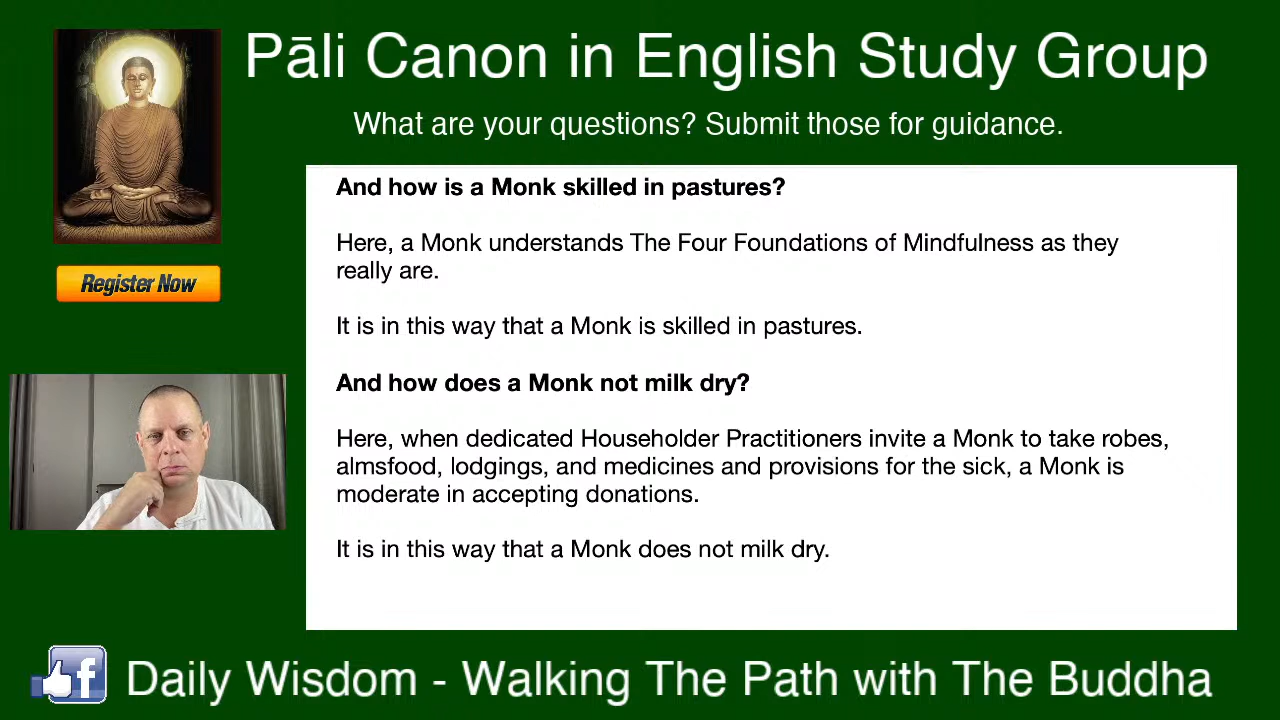 Pāli Canon in English Study Group
What are your questions? Submit those for guidance.
Register Now
And how is a Monk skilled in pastures?
Here, a Monk understands The Four Foundations of Mindfulness as they
really are.
It is in this way that a Monk is skilled in pastures.
And how does a Monk not milk dry?
Here, when dedicated Householder Practitioners invite a Monk to take robes,
almsfood, lodgings, and medicines and provisions for the sick, a Monk is
moderate in accepting donations.
It is in this way that a Monk does not milk dry.
f
Daily Wisdom - Walking The Path with The Buddha